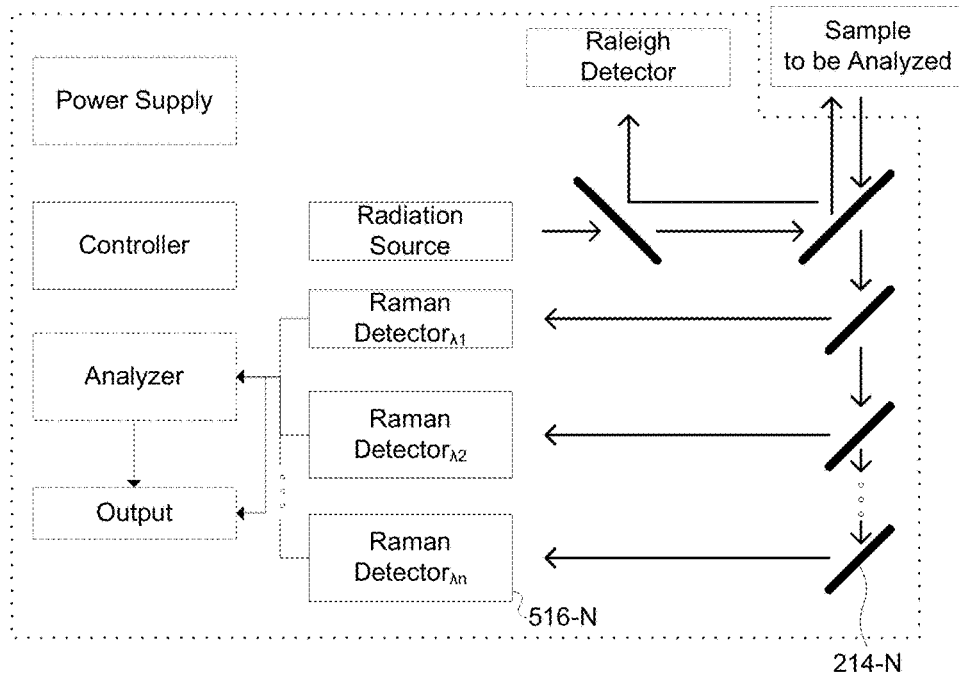 Raleigh
Detector
Sample
to be Analyzed
Power Supply
Controller
Radiation
Source
Raman
Detectorλ1
Analyzer
Raman
Detectorλ2
Output
Raman
Detectorλn
516-N
214-N